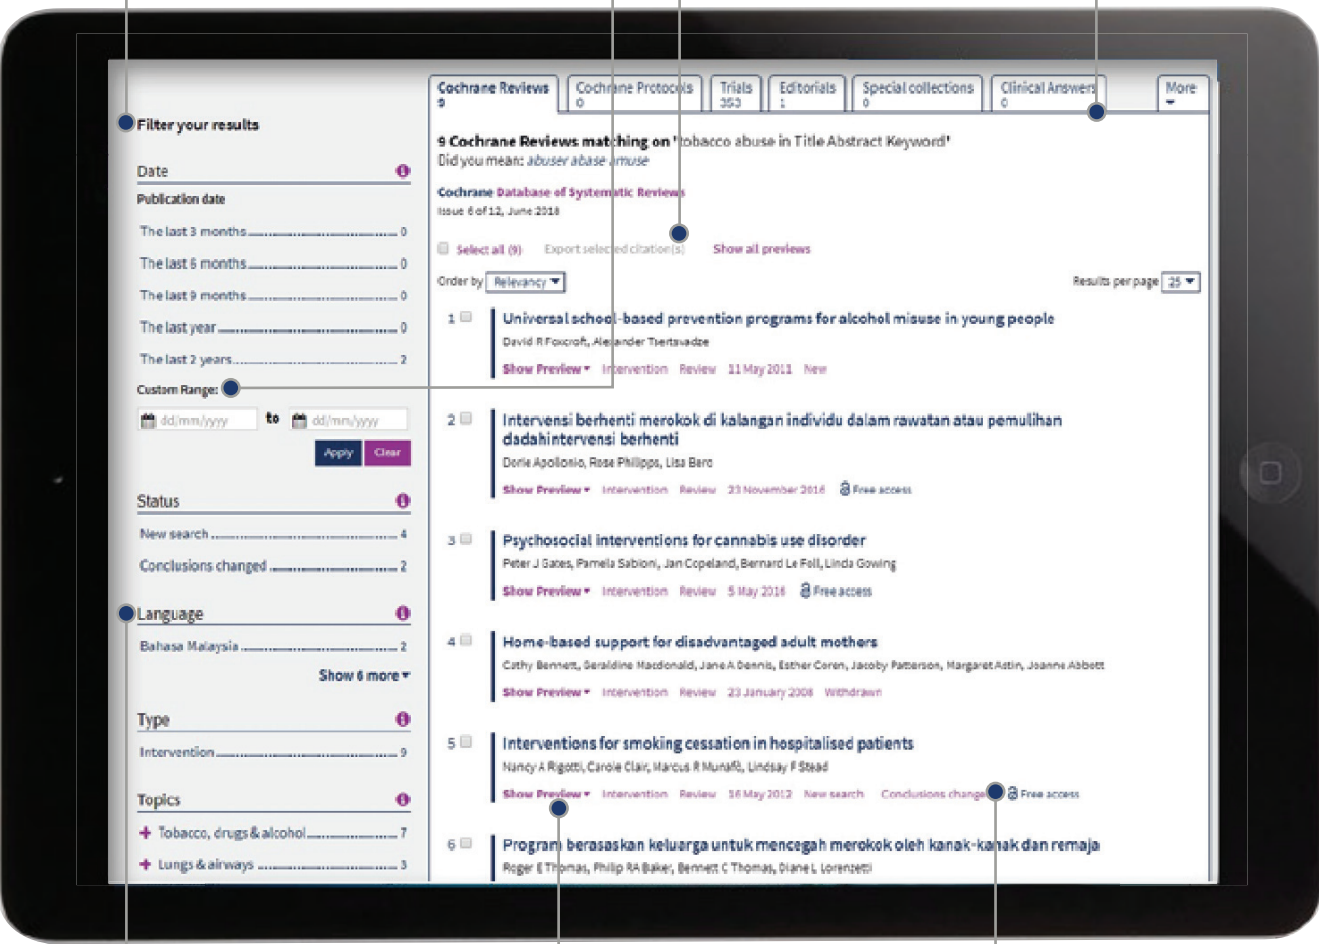 Filter your results
Date
Publication date
The last 3 months 0
The last 6 months 0
The last 9 months 0
The last year 0
The last 2 years 2
Custom Range:
dd/mm/yyyy to dd/mm/yyyy
Apply Clear
Status
New search 4
Conclusions changed 2
Language
Bahasa Malaysia 2
Show 6 more
Type
Intervention 9
Topics
Tobacco, drugs & alcohol 7
Lungs & airways 3
Cochrane Reviews
9
Cochrane Protocols
0
Trials
353
Editorials
1
Special collections
0
Clinical Answers
0
More
9 Cochrane Reviews matching on 'tobacco abuse in Title Abstract Keyword'
Did you mean: abuser abase amuse
Cochrane Database of Systematic Reviews
Issue 6 of 12, June 2018
Select all (9) Export selected citation(s) Show all previews
Order by Relevancy Results per page 25
1 Universal school-based prevention programs for alcohol misuse in young people
David R Foxcroft, Alexander Tsertsvadze
Show Preview Intervention Review 11 May 2011 New
2 Intervensi berhenti merokok di kalangan individu dalam rawatan atau pemulihan
dadahintervensi berhenti
Dorie Apollonio, Rose Philipps, Lisa Bero
Show Preview Intervention Review 23 November 2016 Free access
3 Psychosocial interventions for cannabis use disorder
Peter J Gates, Pamela Sabioni, Jan Copeland, Bernard Le Foll, Linda Gowing
Show Preview Intervention Review 5 May 2016 Free access
4 Home-based support for disadvantaged adult mothers
Cathy Bennett, Geraldine Macdonald, Jane A Dennis, Esther Coren, Jacoby Patterson, Margaret Astin, Joanne Abbott
Show Preview Intervention Review 23 January 2008 Withdrawn
5 Interventions for smoking cessation in hospitalised patients
Nancy A Rigotti, Carole Clair, Marcus R Munafò, Lindsay F Stead
Show Preview Intervention Review 16 May 2012 New search Conclusions change Free access
6 Program berasaskan keluarga untuk mencegah merokok oleh kanak-kanak dan remaja
Roger E Thomas, Philip RA Baker, Bennett C Thomas, Diane L Lorenzetti